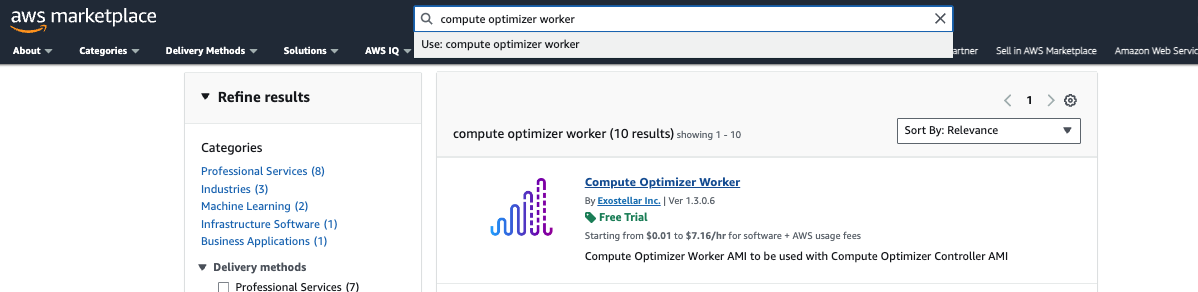 aws marketplace
compute optimizer worker
Use: compute optimizer worker
About Categories Delivery Methods Solutions AWS IQ artner Sell in AWS Marketplace Amazon Web Servic
Refine results
1
compute optimizer worker (10 results) showing 1 - 10
Sort By: Relevance
Categories
Professional Services (8)
Industries (3)
Machine Learning (2)
Infrastructure Software (1)
Business Applications (1)
Delivery methods
Professional Services (7)
Compute Optimizer Worker
By Exostellar Inc. | Ver 1.3.0.6
Free Trial
Starting from $0.01 to $7.16/hr for software + AWS usage fees
Compute Optimizer Worker AMI to be used with Compute Optimizer Controller AMI